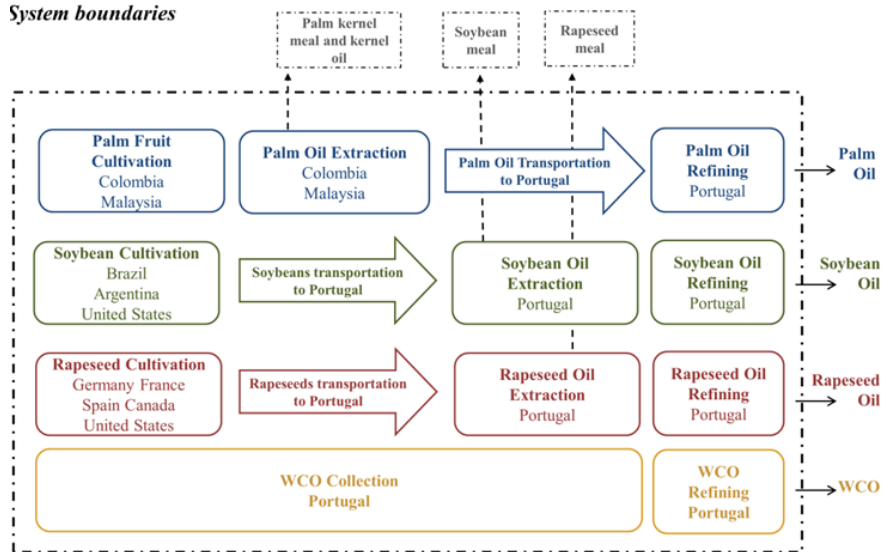 System boundaries
Palm kernel
meal and kernel
oil
Soybean
meal
Rapeseed
meal
Palm Fruit
Cultivation
Colombia
Malaysia
Palm Oil Extraction
Colombia
Malaysia
Palm Oil Transportation
to Portugal
Palm Oil
Refining
Portugal
Palm
Oil
Soybean Cultivation
Brazil
Argentina
United States
Soybeans transportation
to Portugal
Soybean Oil
Extraction
Portugal
Soybean Oil
Refining
Portugal
Soybean
Oil
Rapeseed Cultivation
Germany France
Spain Canada
United States
Rapeseeds transportation
to Portugal
Rapeseed Oil
Extraction
Portugal
Rapeseed Oil
Refining
Portugal
Rapeseed
Oil
WCO Collection
Portugal
WCO
Refining
Portugal
WCO